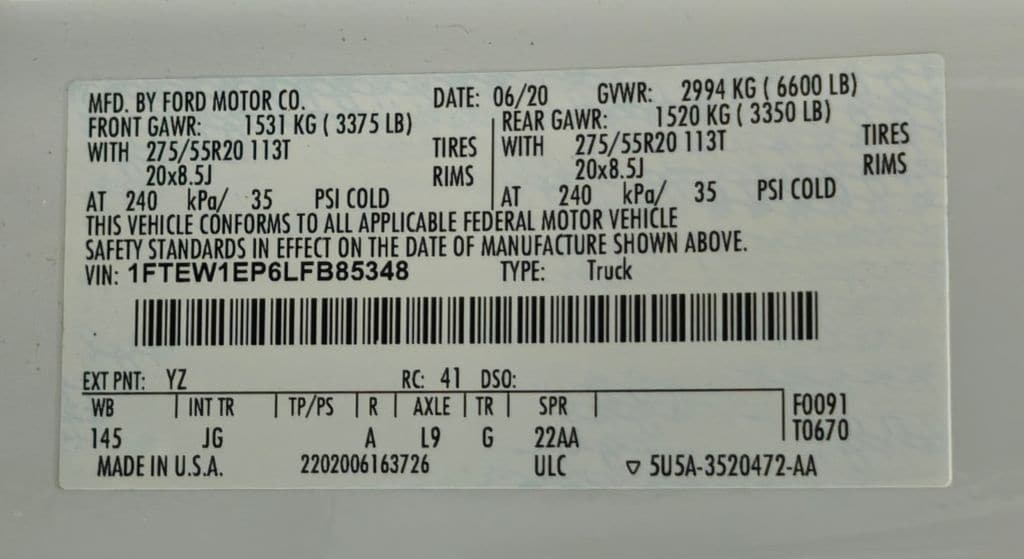 MFD. BY FORD MOTOR CO. DATE: 06/20 GVWR: 2994 KG ( 6600 LB)
FRONT GAWR: 1531 KG ( 3375 LB) REAR GAWR: 1520 KG ( 3350 LB)
WITH 275/55R20 113T TIRES WITH 275/55R20 113T TIRES
20x8.5J RIMS 20x8.5J RIMS
AT 240 kPa/ 35 PSI COLD AT 240 kPa/ 35 PSI COLD
THIS VEHICLE CONFORMS TO ALL APPLICABLE FEDERAL MOTOR VEHICLE
SAFETY STANDARDS IN EFFECT ON THE DATE OF MANUFACTURE SHOWN ABOVE.
VIN: 1FTEW1EP6LFB85348 TYPE: Truck
EXT PNT: YZ RC: 41 DSO:
WB INT TR TP/PS R AXLE TR SPR F0091
145 JG A L9 G 22AA T0670
MADE IN U.S.A. 2202006163726 ULC ▽ 5U5A-3520472-AA